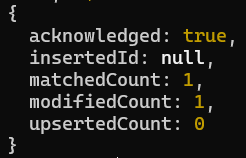 {
  acknowledged: true,
  insertedId: null,
  matchedCount: 1,
  modifiedCount: 1,
  upsertedCount: 0
}